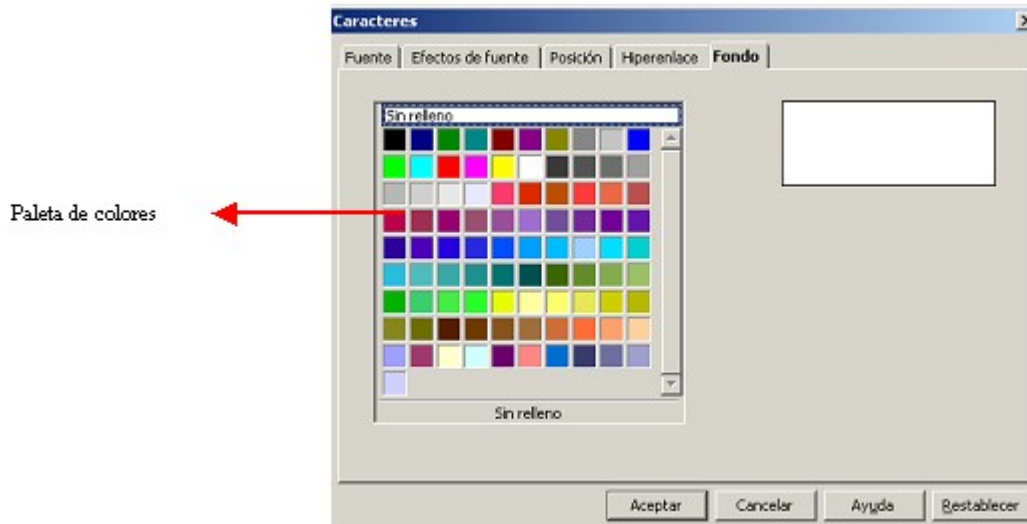 Caracteres
Fuente Efectos de fuente Posición Hiperenlace Fondo
Sin relleno
Paleta de colores
Sin relleno
Aceptar Cancelar Ayuda Restablecer